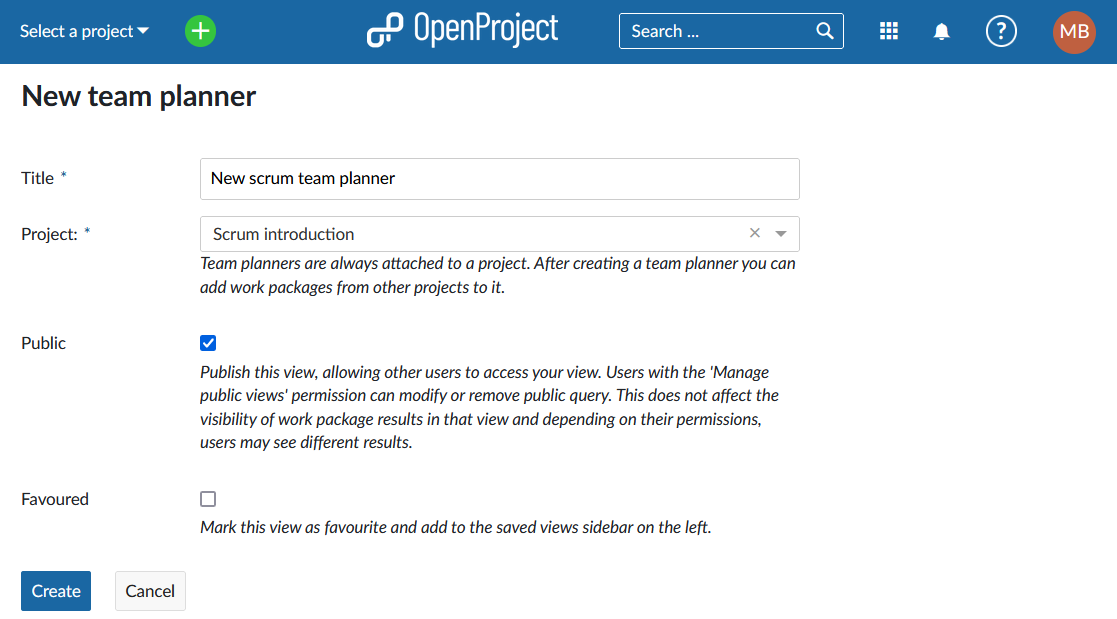 Select a project
OpenProject
Search ...
?
MB
New team planner
Title *
New scrum team planner
Project: *
Scrum introduction
Team planners are always attached to a project. After creating a team planner you can
add work packages from other projects to it.
Public
Publish this view, allowing other users to access your view. Users with the 'Manage
public views' permission can modify or remove public query. This does not affect the
visibility of work package results in that view and depending on their permissions,
users may see different results.
Favoured
Mark this view as favourite and add to the saved views sidebar on the left.
Create
Cancel